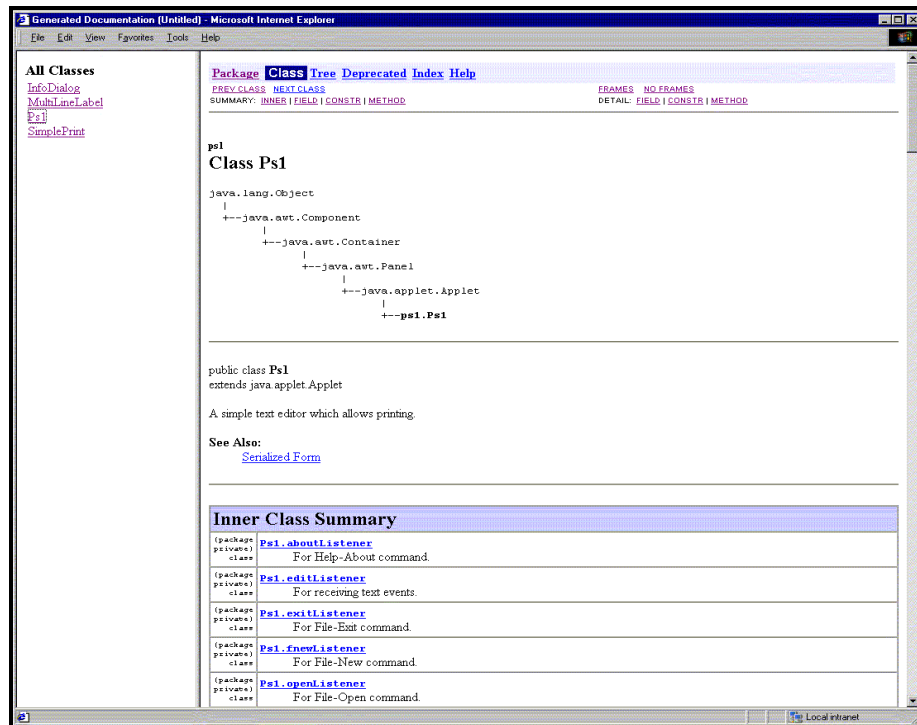 Generated Documentation (Untitled) - Microsoft Internet Explorer
File Edit View Favorites Tools Help
All Classes
InfoDialog
MultiLineLabel
Ps1
SimplePrint
Package Class Tree Deprecated Index Help
PREV CLASS NEXT CLASS FRAMES NO FRAMES
SUMMARY: INNER | FIELD | CONSTR | METHOD DETAIL: FIELD | CONSTR | METHOD
ps1
Class Ps1
java.lang.Object
|
+--java.awt.Component
|
+--java.awt.Container
|
+--java.awt.Panel
|
+--java.applet.Applet
|
+--ps1.Ps1
public class Ps1
extends java.applet.Applet
A simple text editor which allows printing.
See Also:
Serialized Form
Inner Class Summary
(package private) class Ps1.aboutListener
For Help-About command.
(package private) class Ps1.editListener
For receiving text events.
(package private) class Ps1.exitListener
For File-Exit command.
(package private) class Ps1.fnewListener
For File-New command.
(package private) class Ps1.openListener
For File-Open command.
Local intranet